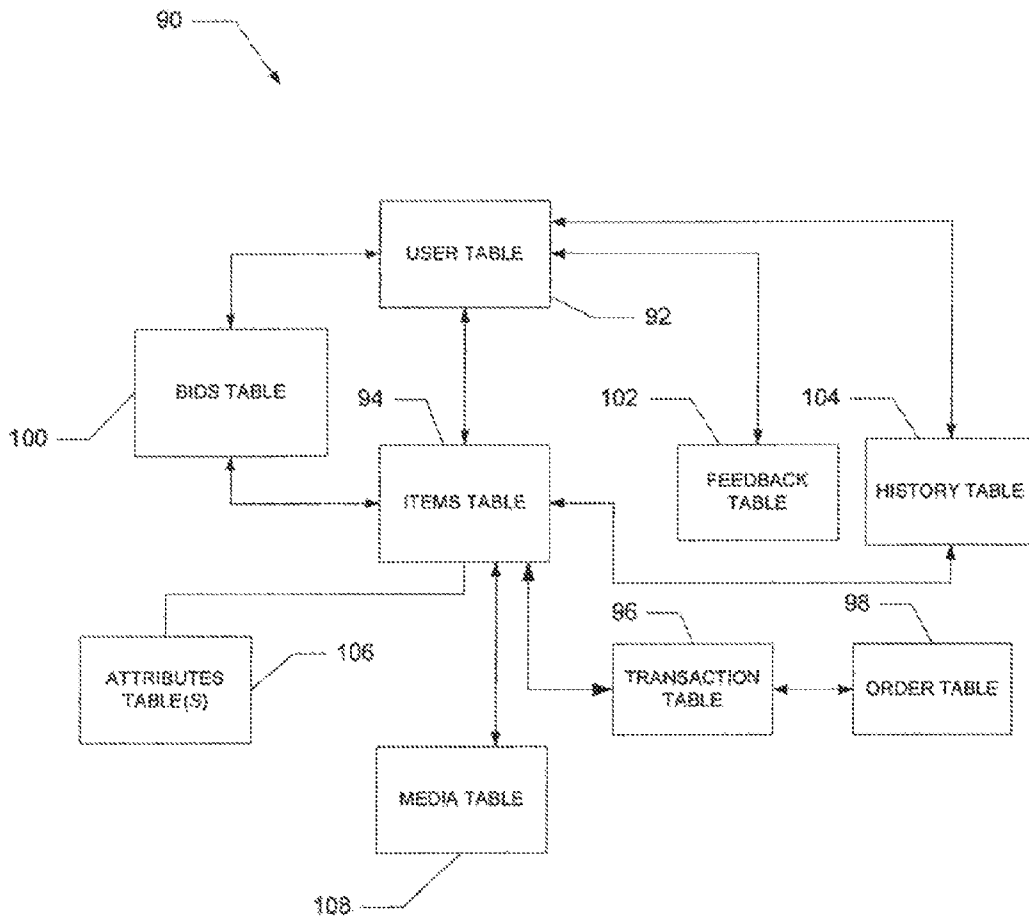 90
USER TABLE
92
BIDS TABLE
100
94
102
104
ITEMS TABLE
FEEDBACK
TABLE
HISTORY TABLE
96
98
ATTRIBUTES
TABLE(S)
106
TRANSACTION
TABLE
ORDER TABLE
MEDIA TABLE
108